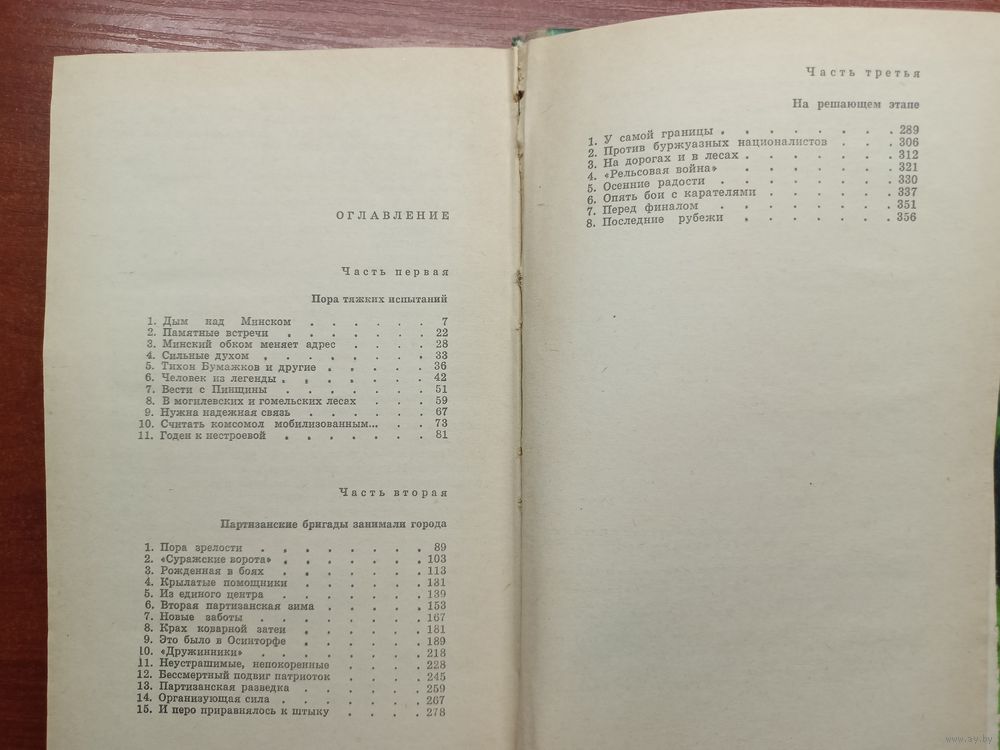 ОГЛАВЛЕНИЕ
Часть первая
Пора тяжких испытаний
1. Дым над Минском . . . . . . 7
2. Памятные встречи . . . . . . . 22
3. Минский обком меняет адрес . . . . 28
4. Сильные духом . . . . . . . 33
5. Тихон Бумажков и другие . . . . . 36
6. Человек из легенды . . . . . . 42
7. Вести с Пинщины . . . . . . . 51
8. В могилевских и гомельских лесах . . . 59
9. Нужна надежная связь . . . . . . 67
10. Считать комсомол мобилизованным... . . 73
11. Годен к нестроевой . . . . . . 81
Часть вторая
Партизанские бригады занимали города
1. Пора зрелости . . . . . . . . 89
2. «Суражские ворота» . . . . . . . 103
3. Рожденная в боях . . . . . . . 113
4. Крылатые помощники . . . . . . 131
5. Из единого центра . . . . . . . 139
6. Вторая партизанская зима . . . . . 153
7. Новые заботы . . . . . . . . 167
8. Крах коварной затеи . . . . . . 181
9. Это было в Осинторфе . . . . . . 189
10. «Дружинники» . . . . . . . . 218
11. Неустрашимые, непокоренные . . . . 228
12. Бессмертный подвиг патриоток . . . . 245
13. Партизанская разведка . . . . . . 259
14. Организующая сила . . . . . . . 267
15. И перо приравнялось к штыку . . . . 278
Часть третья
На решающем этапе
1. У самой границы . . . . . . . . 289
2. Против буржуазных националистов . . . 306
3. На дорогах и в лесах . . . . . . . 312
4. «Рельсовая война» . . . . . . . 321
5. Осенние радости . . . . . . . . 330
6. Опять бои с карателями . . . . . . 337
7. Перед финалом . . . . . . . . 351
8. Последние рубежи . . . . . . . 356
www.ay.by